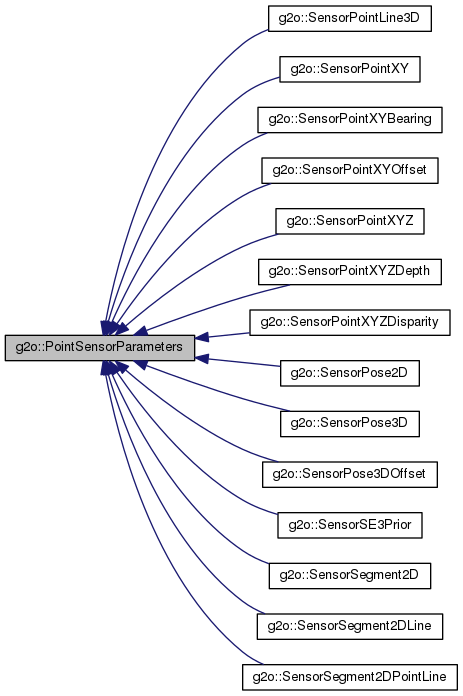 g2o::SensorPointLine3D
g2o::SensorPointXY
g2o::SensorPointXYBearing
g2o::SensorPointXYOffset
g2o::SensorPointXYZ
g2o::SensorPointXYZDepth
g2o::SensorPointXYZDisparity
g2o::PointSensorParameters
g2o::SensorPose2D
g2o::SensorPose3D
g2o::SensorPose3DOffset
g2o::SensorSE3Prior
g2o::SensorSegment2D
g2o::SensorSegment2DLine
g2o::SensorSegment2DPointLine